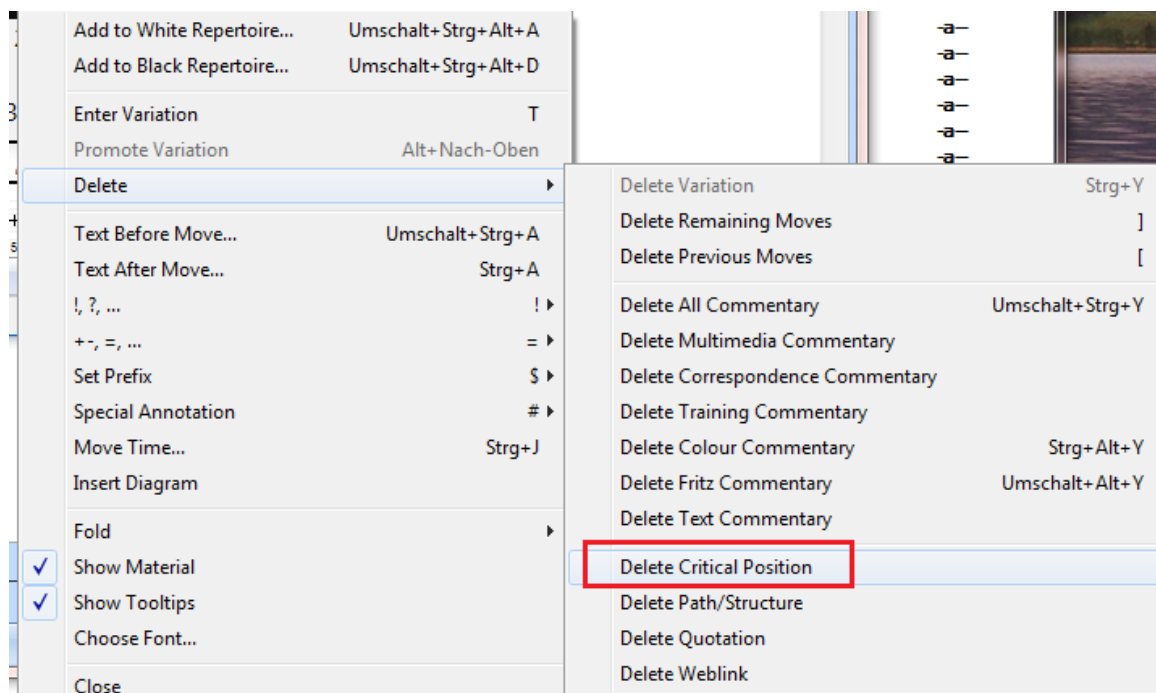 Add to White Repertoire... Umschalt+Strg+Alt+A
Add to Black Repertoire... Umschalt+Strg+Alt+D
Enter Variation T
Promote Variation Alt+Nach-Oben
Delete
Text Before Move... Umschalt+Strg+A
Text After Move... Strg+A
!, ?, ... !
+-, =, ... =
Set Prefix $
Special Annotation #
Move Time... Strg+J
Insert Diagram
Fold
Show Material
Show Tooltips
Choose Font...
Close
-a-
-a-
-a-
-a-
-a-
-a-
Delete Variation Strg+Y
Delete Remaining Moves ]
Delete Previous Moves [
Delete All Commentary Umschalt+Strg+Y
Delete Multimedia Commentary
Delete Correspondence Commentary
Delete Training Commentary
Delete Colour Commentary Strg+Alt+Y
Delete Fritz Commentary Umschalt+Alt+Y
Delete Text Commentary
Delete Critical Position
Delete Path/Structure
Delete Quotation
Delete Weblink